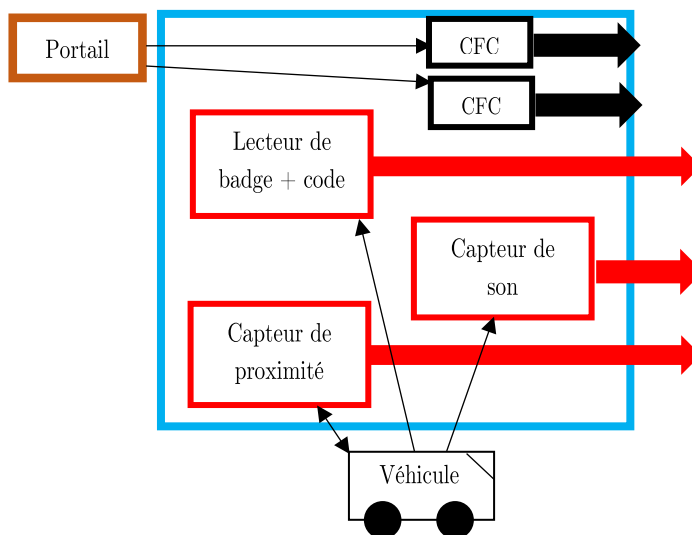 Portail
CFC
CFC
Lecteur de
badge + code
Capteur de
son
Capteur de
proximité
Véhicule